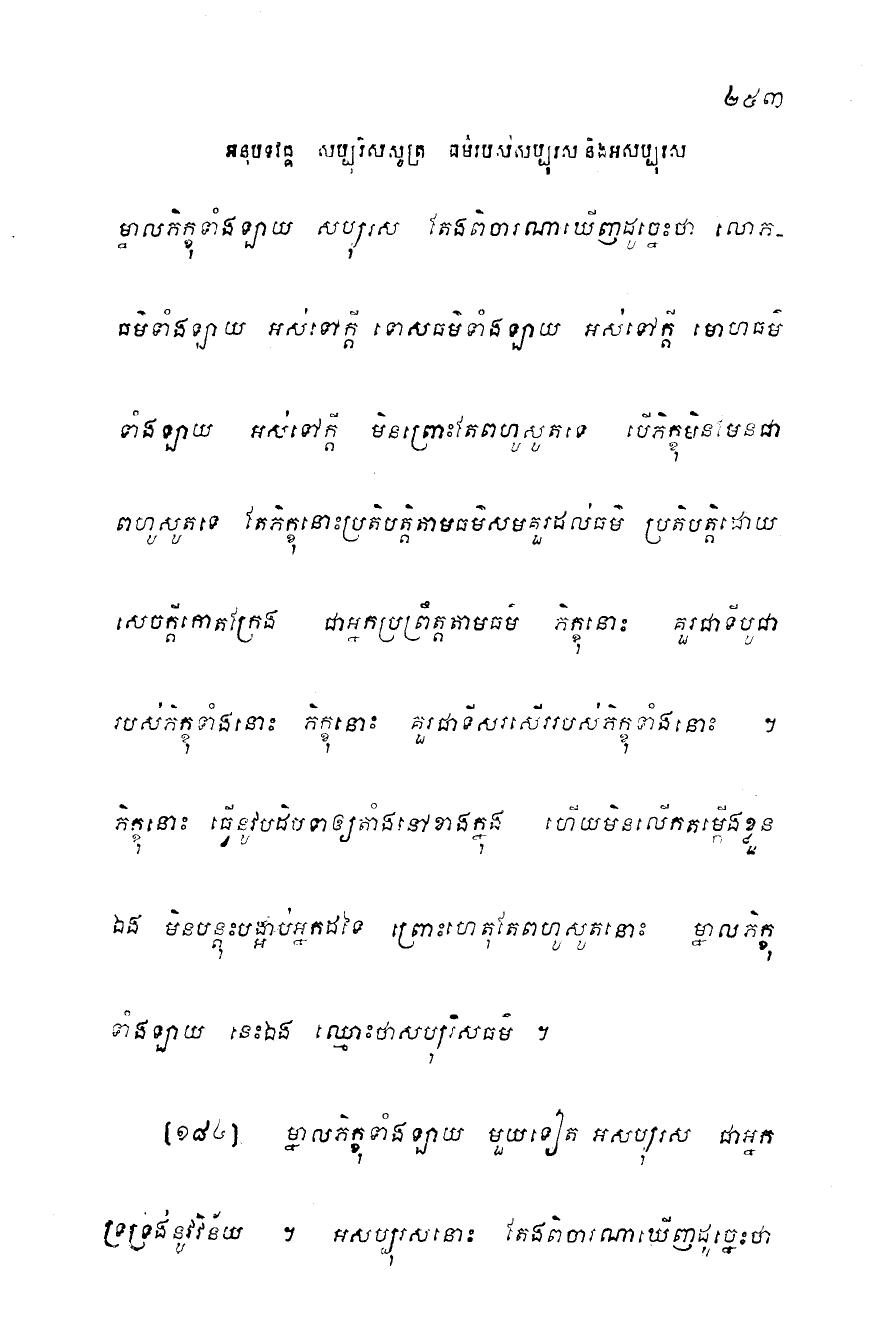 ២៥៣
អនុបទវគ្គ សប្បុរិសសូត្រ ធម៌របស់សប្បុរស និងអសប្បុរស
ម្នាលភិក្ខុទាំងឡាយ សប្បុរស តែងពិចារណាឃើញដូច្នេះថា លោភ-
ធម៌ទាំងឡាយ អស់ទៅក្តី ទោសធម៌ទាំងឡាយ អស់ទៅក្តី មោហធម៌
ទាំងឡាយ អស់ទៅក្តី មិនព្រោះតែពហូសូតទេ បើភិក្ខុមិនមែនជា
ពហូសូតទេ តែភិក្ខុនោះប្រតិបត្តិតាមធម៌សមគួរដល់ធម៌ ប្រតិបត្តិដោយ
សេចក្តីកោតក្រែង ជាអ្នកប្រព្រឹត្តតាមធម៌ ភិក្ខុនោះ គួរជាទីបូជា
របស់ភិក្ខុទាំងនោះ ភិក្ខុនោះ គួរជាទីសរសើររបស់ភិក្ខុទាំងនោះ ។
ភិក្ខុនោះ ធ្វើនូវបដិបទាឲ្យតាំងនៅខាងក្នុង ហើយមិនលើកតម្កើងខ្លួន
ឯង មិនបន្តុះបង្អាប់អ្នកដទៃ ព្រោះហេតុតែពហូសូតនោះ ម្នាលភិក្ខុ
ទាំងឡាយ នេះឯង ឈ្មោះថាសប្បុរិសធម៌ ។
[១៨៤] ម្នាលភិក្ខុទាំងឡាយ មួយទៀត អសប្បុរស ជាអ្នក
ទ្រទ្រង់នូវវិន័យ ។ អសប្បុរសនោះ តែងពិចារណាឃើញដូច្នេះថា